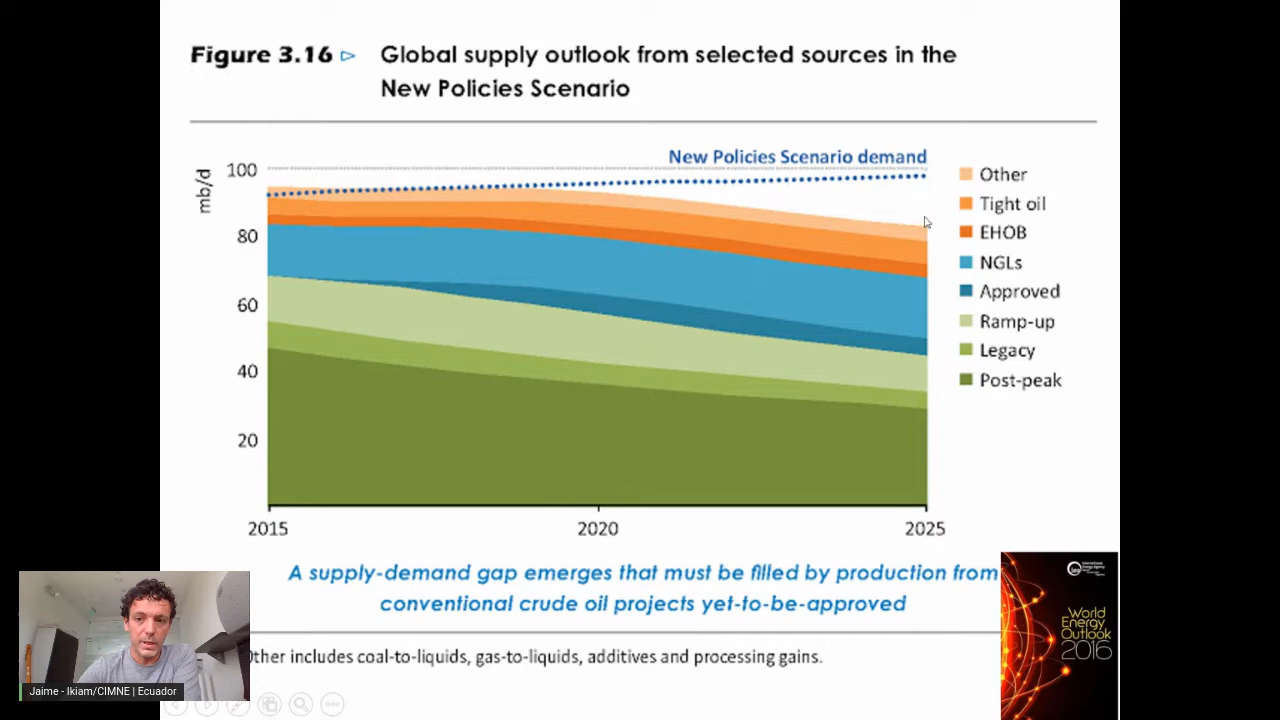 Figure 3.16 ▷ Global supply outlook from selected sources in the
New Policies Scenario
New Policies Scenario demand
mb/d
100
80
60
40
20
2015
2020
2025
Other
Tight oil
EHOB
NGLs
Approved
Ramp-up
Legacy
Post-peak
A supply-demand gap emerges that must be filled by production from
conventional crude oil projects yet-to-be-approved
Other includes coal-to-liquids, gas-to-liquids, additives and processing gains.
iea
International
Energy Agency
World
Energy
Outlook
2016
Jaime - Ikiam/CIMNE | Ecuador